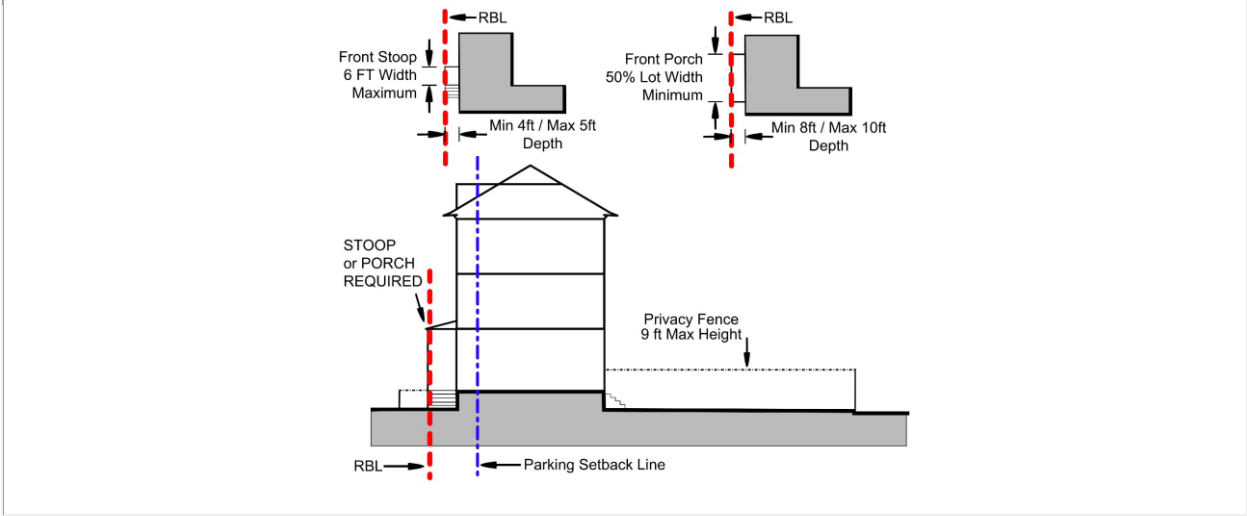 RBL
Front Stoop
6 FT Width
Maximum
Min 4ft / Max 5ft
Depth
RBL
Front Porch
50% Lot Width
Minimum
Min 8ft / Max 10ft
Depth
STOOP
or PORCH
REQUIRED
Privacy Fence
9 ft Max Height
RBL
Parking Setback Line